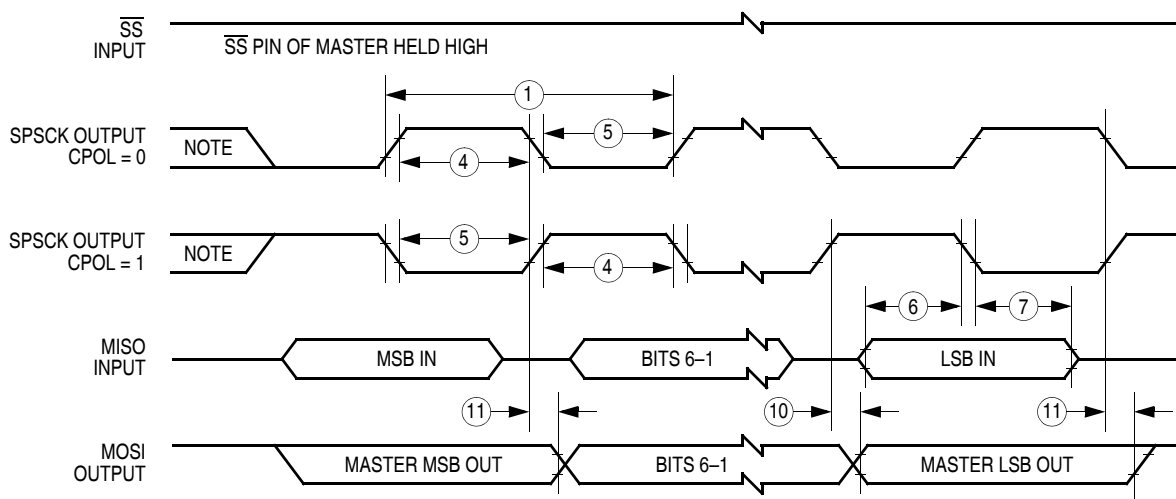 SS
INPUT
SS PIN OF MASTER HELD HIGH
1
SPSCK OUTPUT
CPOL = 0
NOTE
5
4
SPSCK OUTPUT
CPOL = 1
NOTE
5
4
6
7
MISO
INPUT
MSB IN
BITS 6–1
LSB IN
11
10
11
MOSI
OUTPUT
MASTER MSB OUT
BITS 6–1
MASTER LSB OUT